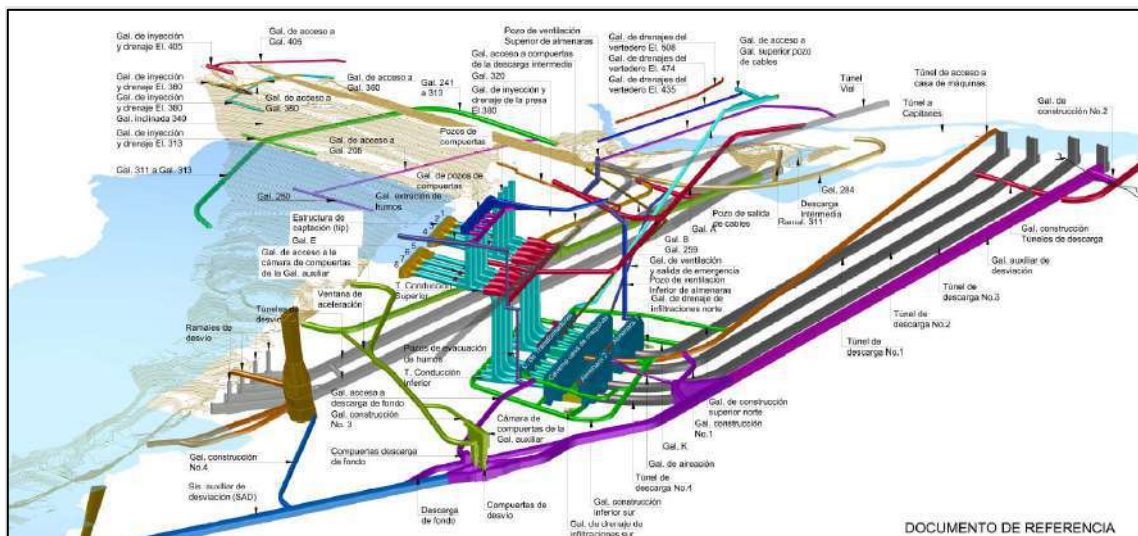 Gal. de inyección
y drenaje El. 405
Gal. de acceso a
Gal. 405
Gal. de inyección
y drenaje El. 380
Gal. de inyección
y drenaje El. 360
Gal. inclinada 340
Gal. de inyección
y drenaje El. 313
Gal. 311 a Gal. 313
Gal. de acceso a
Gal. 380
Gal. de acceso a
Gal. 360
Gal. 241
a 313
Gal. de acceso a
Gal. 295
Gal. 250
Pozos de
compuertas
Gal. de pozos de
compuertas
Gal. extración de
humos
Pozo de ventilación
Superior de almenaras
Gal. acceso a compuertas
de la descarga intermedia
Gal. 320
Gal. de inyección y
drenaje de la presa
El.380
Gal. de drenajes del
vertedero El. 508
Gal. de drenajes del
vertedero El. 474
Gal. de drenajes del
vertedero El. 435
Gal. de acceso a
Gal. superior pozo
de cables
Túnel
Vial
Túnel de acceso a
casa de máquinas
Túnel a
Capitanes
Gal. de
construcción No.2
Gal. 284
Descarga
Intermedia
Ramal. 311
Pozo de salida
de cables
Gal. A
Gal. B
Gal. 259
Gal. de ventilación
y salida de emergencia
Pozo de ventilación
Inferior de almenaras
Gal. de drenaje de
infiltraciones norte
Estructura de
captación (tip)
Gal. E
Gal. de acceso a la
cámara de compuertas
de la Gal. auxiliar
Ventana de
aceleración
Túneles de
desvío
Ramales de
desvío
T. Conducción
Superior
Pozos de evacuación
de humos
T. Conducción
Inferior
Gal. acceso a
descarga de fondo
Gal. construcción
No. 3
Compuertas descarga
de fondo
Cámara de
compuertas de la
Gal. auxiliar
Gal. construcción
No.4
Sis. auxiliar de
desviación (SAD)
Descarga
de fondo
Compuertas de
desvío
Gal. de drenaje de
infiltraciones sur
Gal. construcción
Inferior sur
Túnel de
descarga No.4
Gal. de aireación
Gal. K
Gal. construcción
No.1
Gal. de construcción
superior norte
Túnel de
descarga No.1
Túnel de
descarga No.2
Túnel de
descarga No.3
Gal. auxiliar de
desviación
Gal. construcción
Túneles de descarga
Caverna casa de máquinas
DOCUMENTO DE REFERENCIA